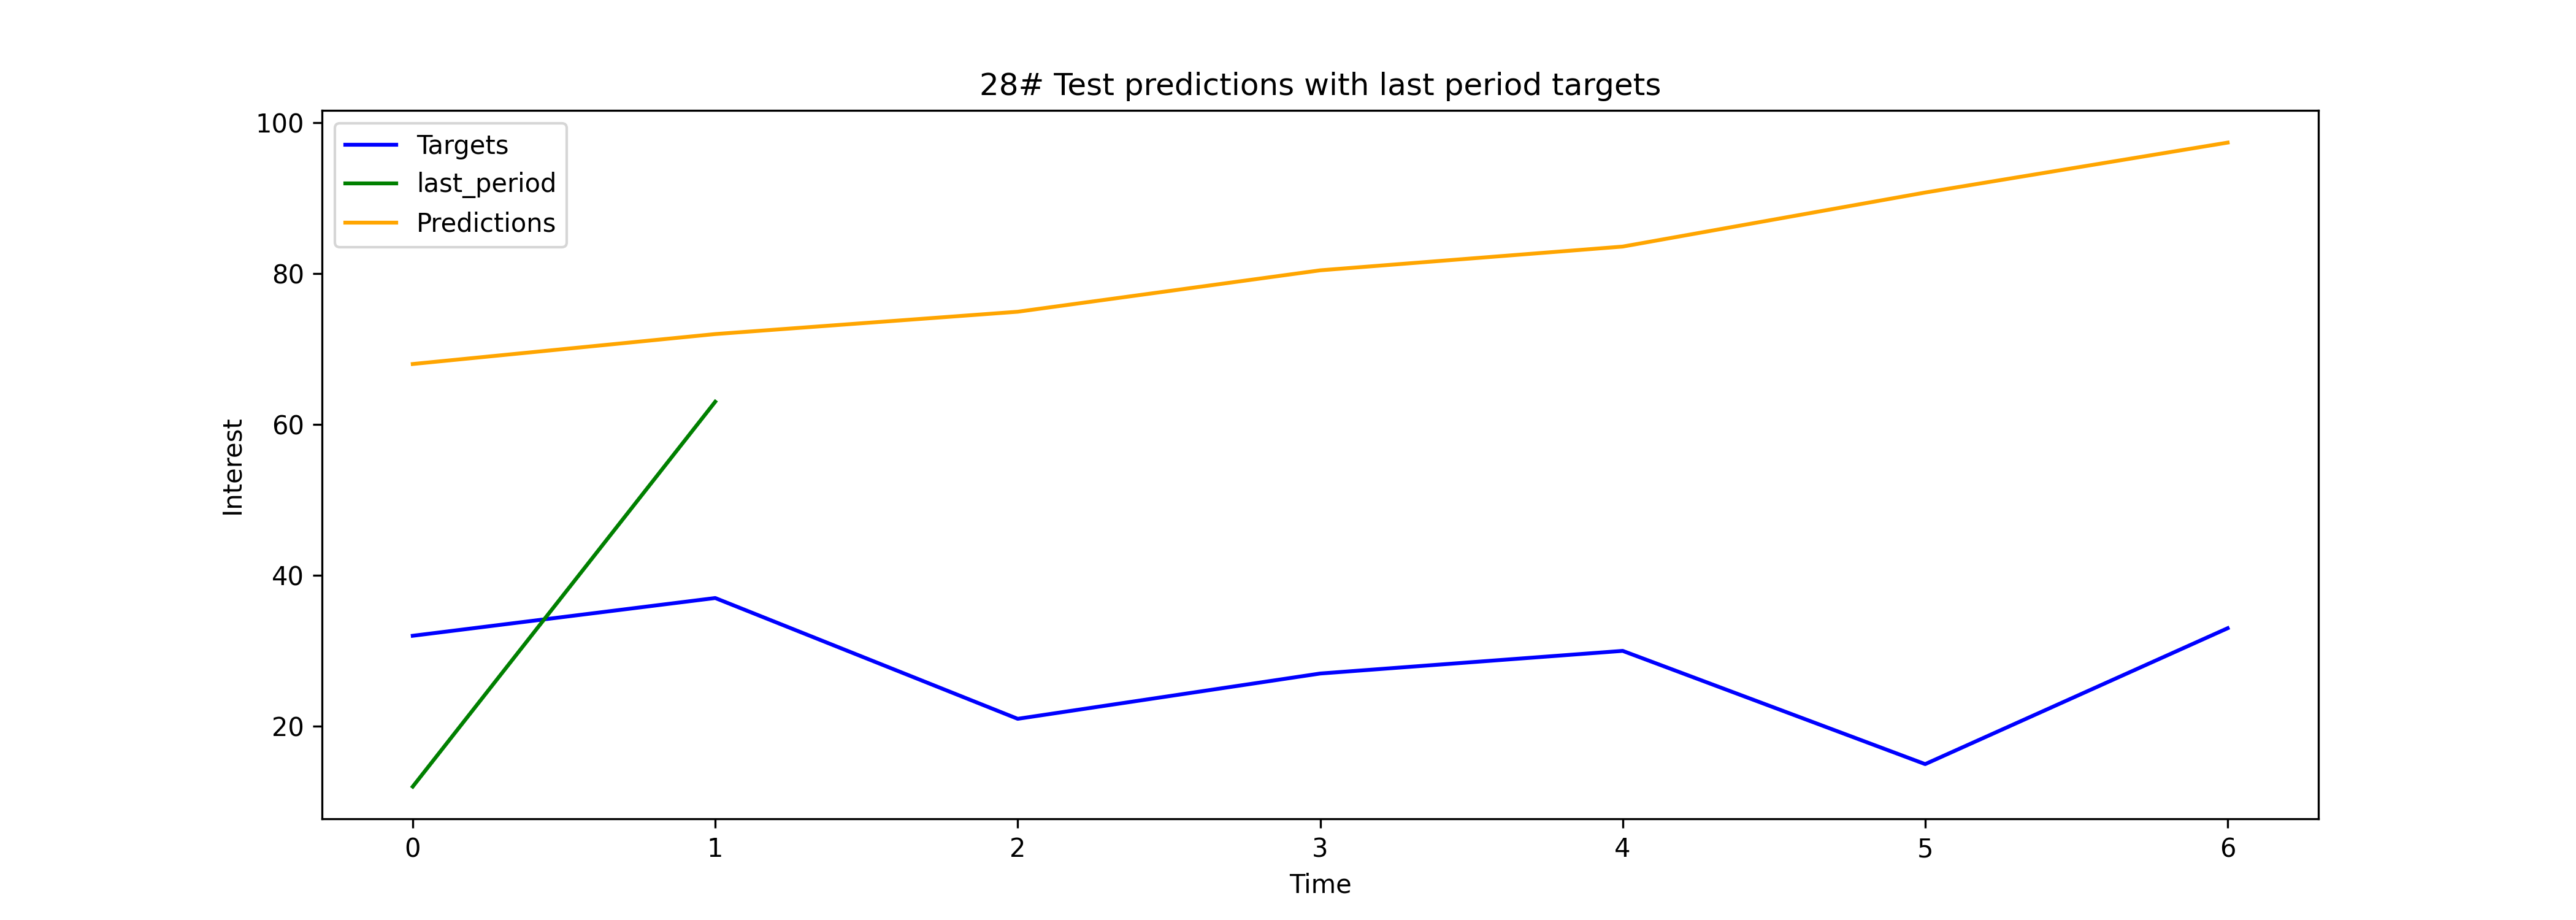 28# Test predictions with last period targets
Targets
last_period
Predictions
100
80
60
40
20
Interest
0 1 2 3 4 5 6
Time